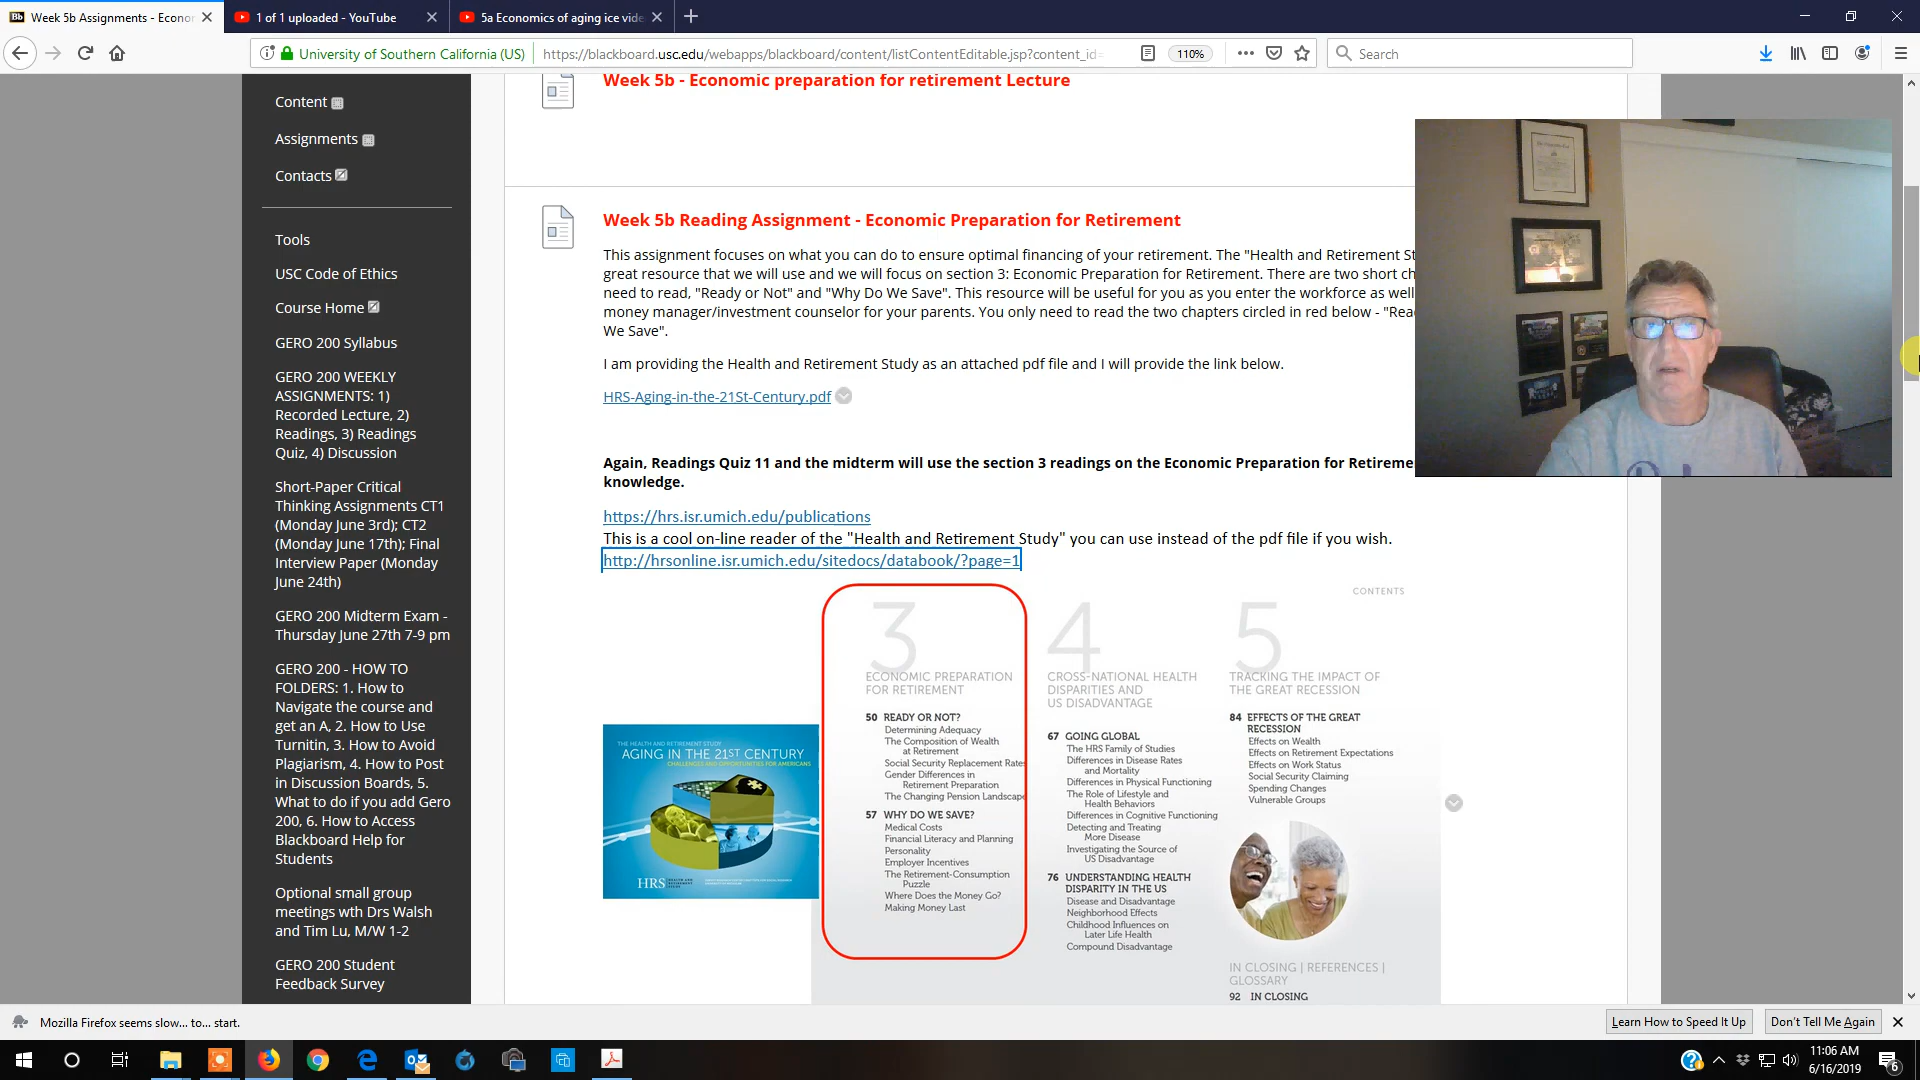 Week 5b Assignments - Econor
1 of 1 uploaded - YouTube
5a Economics of aging ice vide
University of Southern California (US)
https://blackboard.usc.edu/webapps/blackboard/content/listContentEditable.jsp?content_id=
110%
Search
Content
Assignments
Contacts
Tools
USC Code of Ethics
Course Home
GERO 200 Syllabus
GERO 200 WEEKLY
ASSIGNMENTS: 1)
Recorded Lecture, 2)
Readings, 3) Readings
Quiz, 4) Discussion
Short-Paper Critical
Thinking Assignments CT1
(Monday June 3rd); CT2
(Monday June 17th); Final
Interview Paper (Monday
June 24th)
GERO 200 Midterm Exam -
Thursday June 27th 7-9 pm
GERO 200 - HOW TO
FOLDERS: 1. How to
Navigate the course and
get an A, 2. How to Use
Turnitin, 3. How to Avoid
Plagiarism, 4. How to Post
in Discussion Boards, 5.
What to do if you add Gero
200, 6. How to Access
Blackboard Help for
Students
Optional small group
meetings wth Drs Walsh
and Tim Lu, M/W 1-2
GERO 200 Student
Feedback Survey
Week 5b - Economic preparation for retirement Lecture
Week 5b Reading Assignment - Economic Preparation for Retirement
This assignment focuses on what you can do to ensure optimal financing of your retirement. The "Health and Retirement St
great resource that we will use and we will focus on section 3: Economic Preparation for Retirement. There are two short ch
need to read, "Ready or Not" and "Why Do We Save". This resource will be useful for you as you enter the workforce as well
money manager/investment counselor for your parents. You only need to read the two chapters circled in red below - "Rea
We Save".
I am providing the Health and Retirement Study as an attached pdf file and I will provide the link below.
HRS-Aging-in-the-21St-Century.pdf
Again, Readings Quiz 11 and the midterm will use the section 3 readings on the Economic Preparation for Retireme
knowledge.
https://hrs.isr.umich.edu/publications
This is a cool on-line reader of the "Health and Retirement Study" you can use instead of the pdf file if you wish.
http://hrsonline.isr.umich.edu/sitedocs/databook/?page=1
THE HEALTH AND RETIREMENT STUDY
AGING IN THE 21ST CENTURY
CHALLENGES AND OPPORTUNITIES FOR AMERICANS
HRS
CONTENTS
3
ECONOMIC PREPARATION
FOR RETIREMENT
50 READY OR NOT?
Determining Adequacy
The Composition of Wealth
at Retirement
Social Security Replacement Rates
Gender Differences in
Retirement Preparation
The Changing Pension Landscape
57 WHY DO WE SAVE?
Medical Costs
Financial Literacy and Planning
Personality
Employer Incentives
The Retirement-Consumption
Puzzle
Where Does the Money Go?
Making Money Last
4
CROSS-NATIONAL HEALTH
DISPARITIES AND
US DISADVANTAGE
67 GOING GLOBAL
The HRS Family of Studies
Differences in Disease Rates
and Mortality
Differences in Physical Functioning
The Role of Lifestyle and
Health Behaviors
Differences in Cognitive Functioning
Detecting and Treating
More Disease
Investigating the Source of
US Disadvantage
76 UNDERSTANDING HEALTH
DISPARITY IN THE US
Disease and Disadvantage
Neighborhood Effects
Childhood Influences on
Later Life Health
Compound Disadvantage
5
TRACKING THE IMPACT OF
THE GREAT RECESSION
84 EFFECTS OF THE GREAT
RECESSION
Effects on Wealth
Effects on Retirement Expectations
Effects on Work Status
Social Security Claiming
Spending Changes
Vulnerable Groups
IN CLOSING | REFERENCES |
GLOSSARY
92 IN CLOSING
Mozilla Firefox seems slow... to... start.
Learn How to Speed It Up
Don't Tell Me Again
11:06 AM
6/16/2019
6